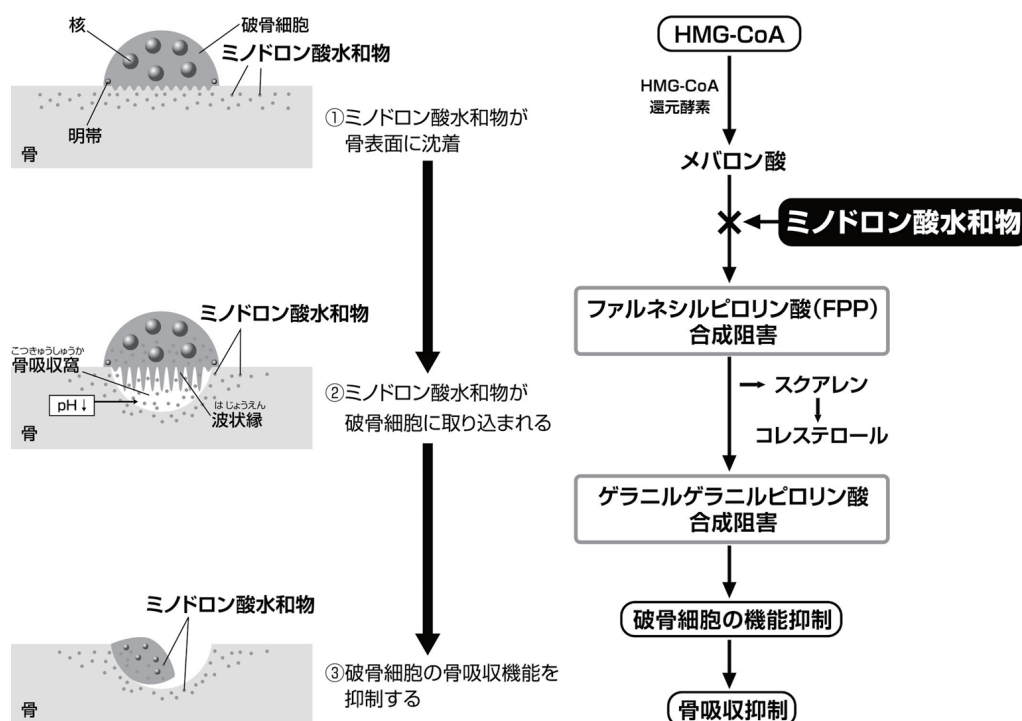 核
破骨細胞
ミノドロン酸水和物
明帯
骨
①ミノドロン酸水和物が
骨表面に沈着
ミノドロン酸水和物
こつきゅうしゅうか
骨吸収窩
pH↓
はじょうえん
波状縁
骨
②ミノドロン酸水和物が
破骨細胞に取り込まれる
ミノドロン酸水和物
骨
③破骨細胞の骨吸収機能を
抑制する
HMG-CoA
HMG-CoA
還元酵素
メバロン酸
ミノドロン酸水和物
ファルネシルピロリン酸（FPP）
合成阻害
スクアレン
コレステロール
ゲラニルゲラニルピロリン酸
合成阻害
破骨細胞の機能抑制
骨吸収抑制